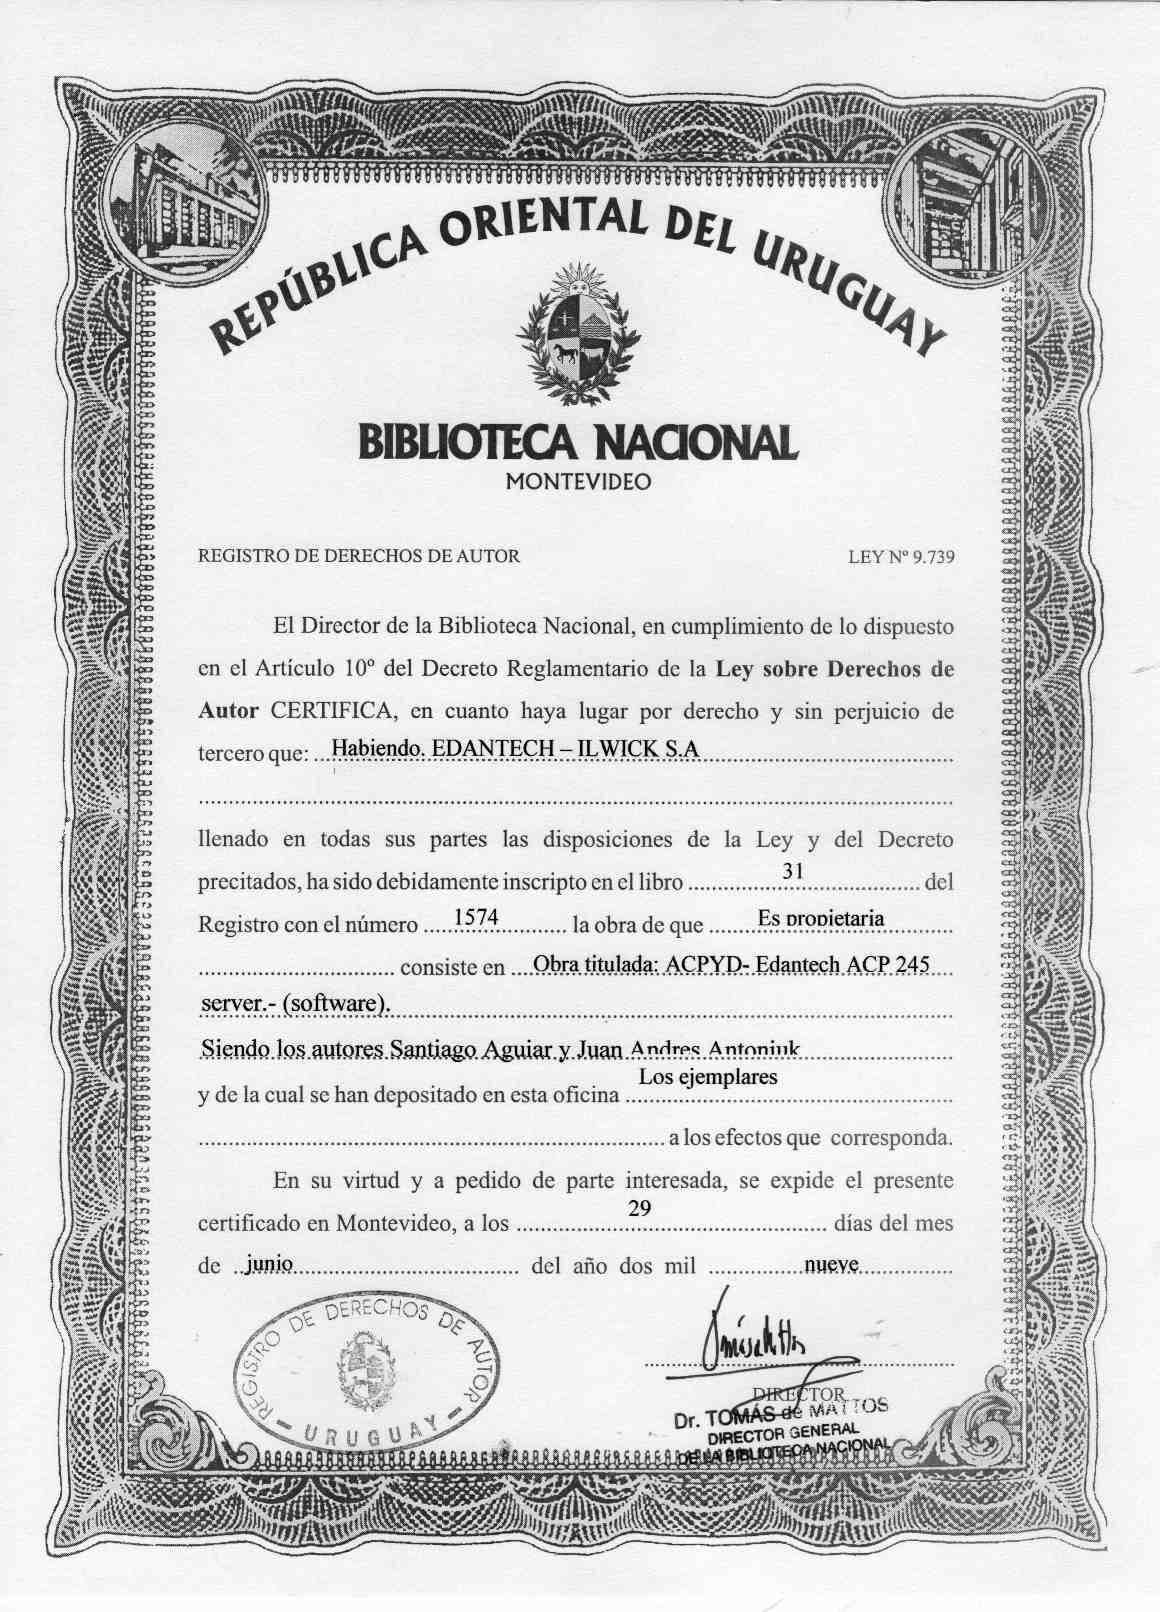 REPÚBLICA ORIENTAL DEL URUGUAY
BIBLIOTECA NACIONAL
MONTEVIDEO
REGISTRO DE DERECHOS DE AUTOR LEY Nº 9.739
El Director de la Biblioteca Nacional, en cumplimiento de lo dispuesto
en el Artículo 10º del Decreto Reglamentario de la Ley sobre Derechos de
Autor CERTIFICA, en cuanto haya lugar por derecho y sin perjuicio de
tercero que: Habiendo. EDANTECH – ILWICK S.A
llenado en todas sus partes las disposiciones de la Ley y del Decreto
precitados, ha sido debidamente inscripto en el libro 31 del
Registro con el número 1574 la obra de que Es propietaria
consiste en Obra titulada: ACPYD- Edantech ACP 245
server.- (software).
Siendo los autores Santiago Aguiar y Juan Andres Antoniuk
y de la cual se han depositado en esta oficina Los ejemplares
a los efectos que corresponda.
En su virtud y a pedido de parte interesada, se expide el presente
certificado en Montevideo, a los 29 días del mes
de junio del año dos mil nueve
REGISTRO DE DERECHOS DE AUTOR
- URUGUAY -
DIRECTOR
Dr. TOMÁS de MATTOS
DIRECTOR GENERAL
DE LA BIBLIOTECA NACIONAL